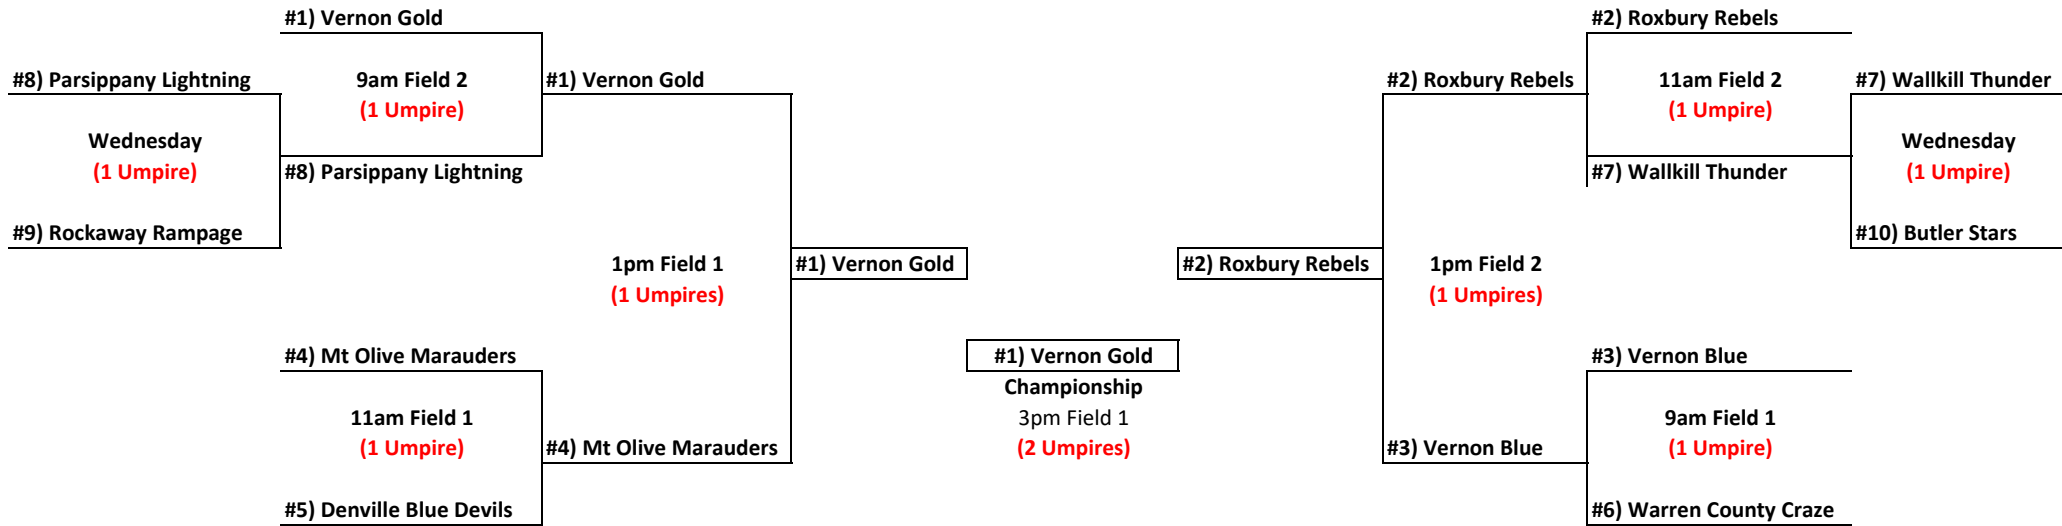 #1) Vernon Gold
#2) Roxbury Rebels
#8) Parsippany Lightning
9am Field 2
#1) Vernon Gold
#2) Roxbury Rebels
11am Field 2
#7) Wallkill Thunder
(1 Umpire)
(1 Umpire)
Wednesday
Wednesday
(1 Umpire)
#8) Parsippany Lightning
#7) Wallkill Thunder
(1 Umpire)
#9) Rockaway Rampage
#10) Butler Stars
1pm Field 1
#1) Vernon Gold
#2) Roxbury Rebels
1pm Field 2
(1 Umpires)
(1 Umpires)
#4) Mt Olive Marauders
#1) Vernon Gold
#3) Vernon Blue
Championship
11am Field 1
3pm Field 1
9am Field 1
(1 Umpire)
#4) Mt Olive Marauders
(2 Umpires)
#3) Vernon Blue
(1 Umpire)
#5) Denville Blue Devils
#6) Warren County Craze